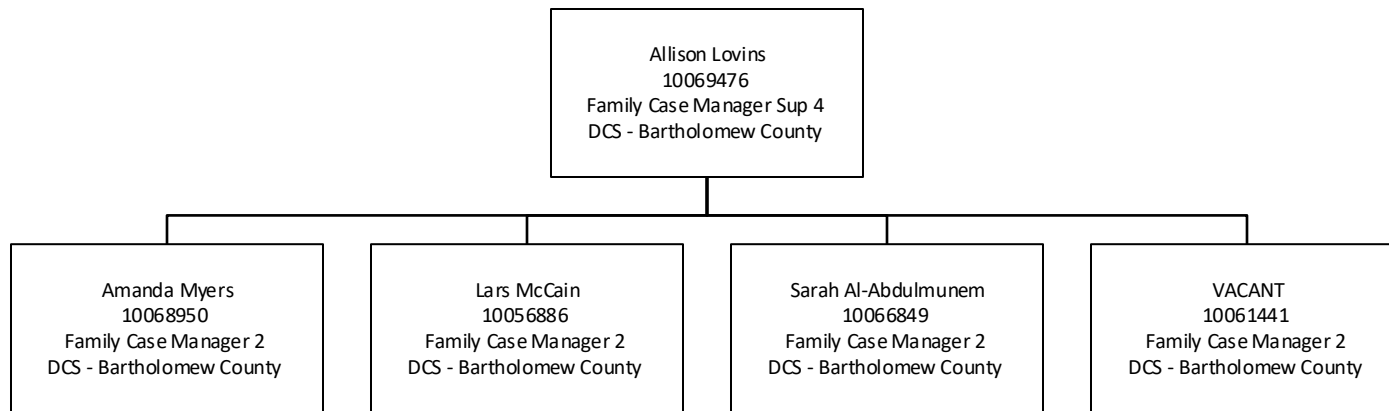 Allison Lovins
10069476
Family Case Manager Sup 4
DCS - Bartholomew County
Amanda Myers
10068950
Family Case Manager 2
DCS - Bartholomew County
Lars McCain
10056886
Family Case Manager 2
DCS - Bartholomew County
Sarah Al-Abdulmunem
10066849
Family Case Manager 2
DCS - Bartholomew County
VACANT
10061441
Family Case Manager 2
DCS - Bartholomew County